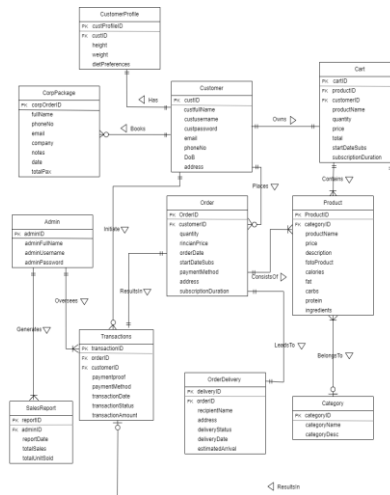 CustomerProfile
PK custProfileID
FK custID
height
weight
dietPreferences
Has
CorpPackage
PK corpOrderID
fullName
phoneNo
email
company
notes
date
totalPax
Books
Customer
PK custID
custfullName
custusername
custpassword
email
phoneNo
DoB
address
Owns
Cart
PK cartID
FK productID
FK customerID
productName
quantity
price
total
startDateSubs
subscriptionDuration
Contains
Places
Initiate
Order
PK OrderID
FK customerID
quantity
rincianPrice
orderDate
startDateSubs
paymentMethod
address
subscriptionDuration
ConsistsOf
Product
PK ProductID
FK categoryID
productName
price
description
fotoProduct
calories
fat
carbs
protein
ingredients
Admin
PK adminID
adminFullName
adminUsername
adminPassword
Oversees
ResultsIn
Generates
Transactions
PK transactionID
FK orderID
FK customerID
paymentproof
paymentMethod
transactionDate
transactionStatus
transactionAmount
LeadsTo
BelongsTo
SalesReport
PK reportID
FK adminID
reportDate
totalSales
totalUnitSold
OrderDelivery
PK deliveryID
FK orderID
recipientName
address
deliveryStatus
deliveryDate
estimatedArrival
Category
PK categoryID
categoryName
categoryDesc
ResultsIn